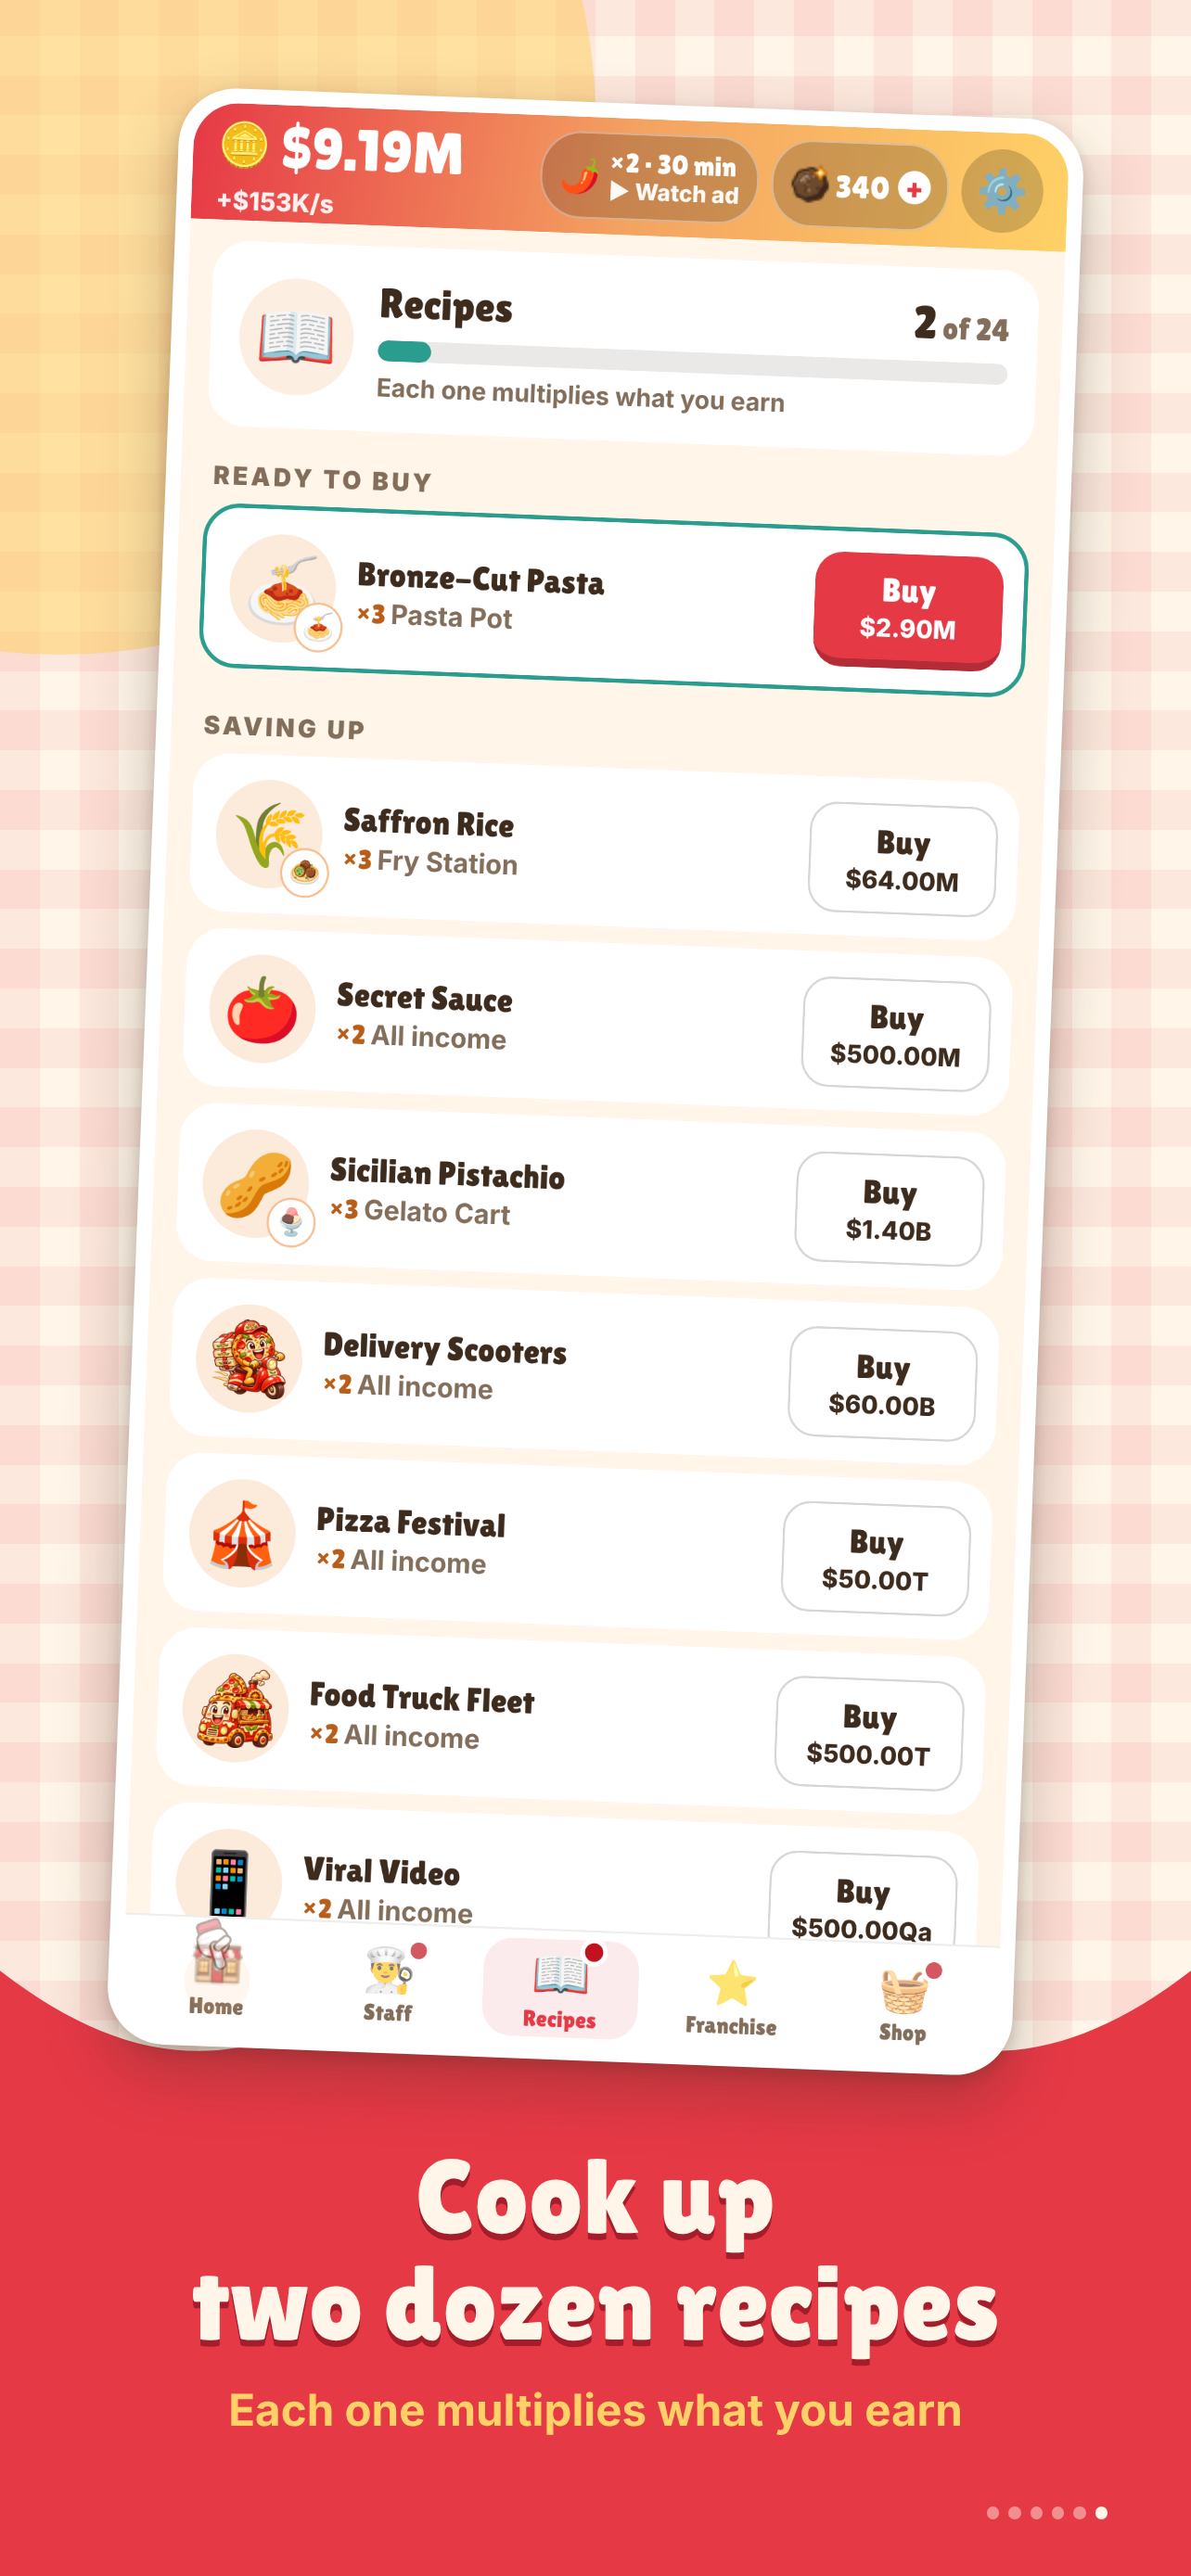 $9.19M
+$153K/s
×2 · 30 min
▶ Watch ad
340 +
Recipes
2 of 24
Each one multiplies what you earn
READY TO BUY
Bronze-Cut Pasta
×3 Pasta Pot
Buy
$2.90M
SAVING UP
Saffron Rice
×3 Fry Station
Buy
$64.00M
Secret Sauce
×2 All income
Buy
$500.00M
Sicilian Pistachio
×3 Gelato Cart
Buy
$1.40B
Delivery Scooters
×2 All income
Buy
$60.00B
Pizza Festival
×2 All income
Buy
$50.00T
Food Truck Fleet
×2 All income
Buy
$500.00T
Viral Video
×2 All income
Buy
$500.00Qa
Home
Staff
Recipes
Franchise
Shop
Cook up
two dozen recipes
Each one multiplies what you earn